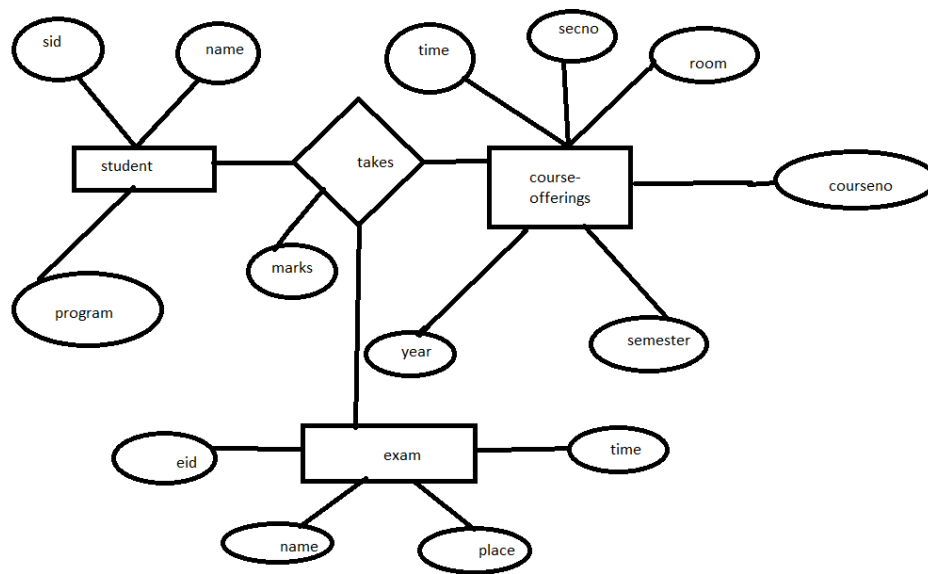 sid
name
time
secno
room
student
takes
course-
offerings
courseno
marks
program
year
semester
eid
exam
time
name
place